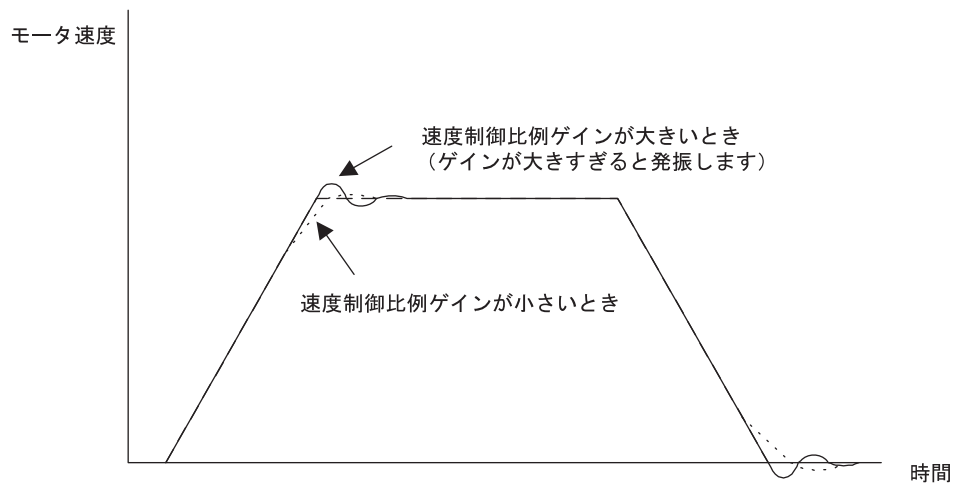 モータ速度
速度制御比例ゲインが大きいとき
（ゲインが大きすぎると発振します）
速度制御比例ゲインが小さいとき
時間